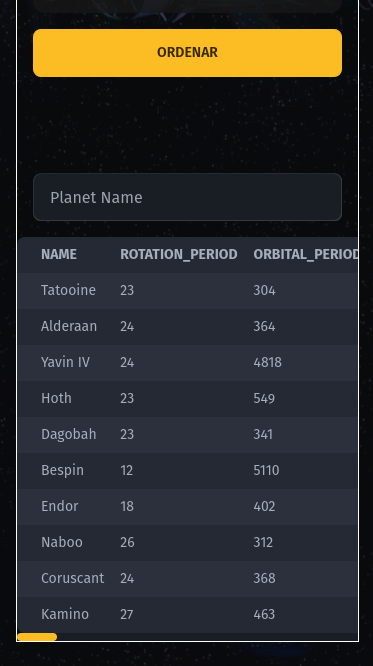 ORDENAR
Planet Name
NAME ROTATION_PERIOD ORBITAL_PERIOD
Tatooine 23 304
Alderaan 24 364
Yavin IV 24 4818
Hoth 23 549
Dagobah 23 341
Bespin 12 5110
Endor 18 402
Naboo 26 312
Coruscant 24 368
Kamino 27 463